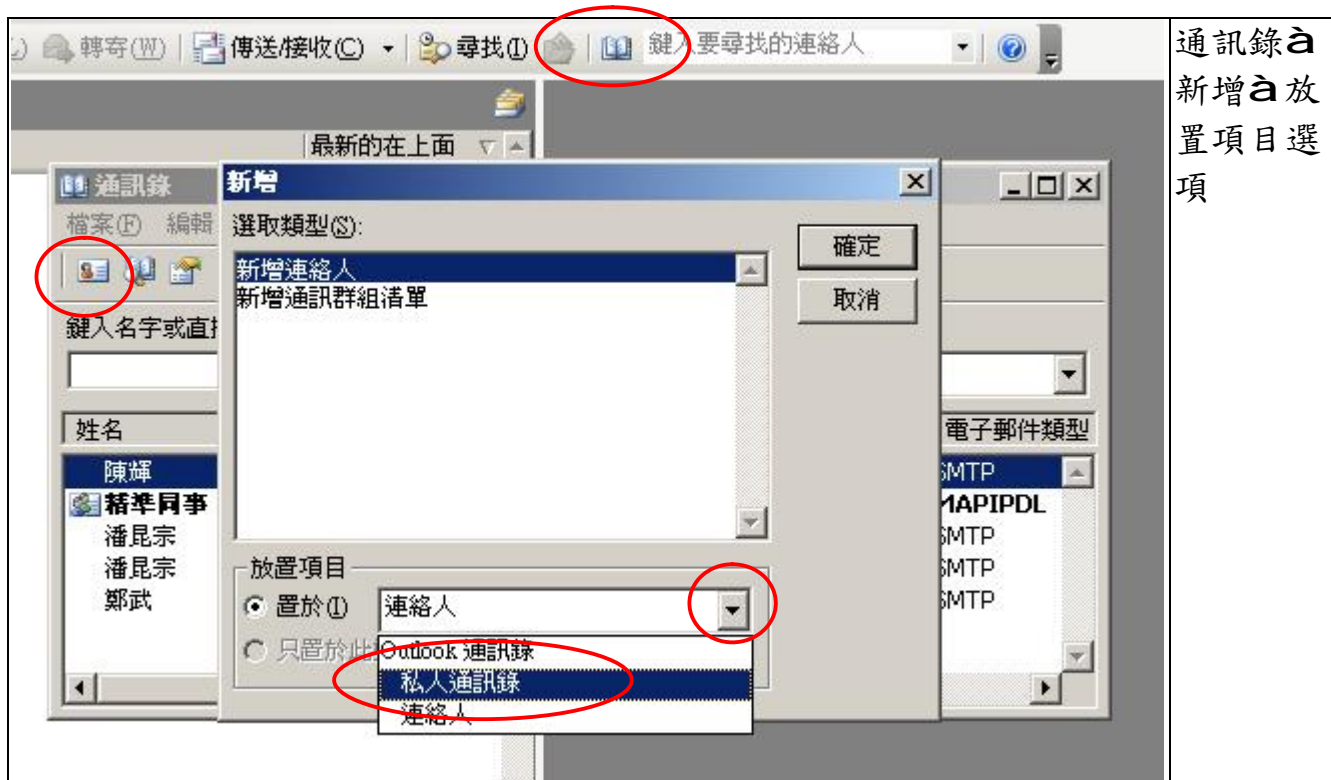 轉寄(W) 傳送/接收(C) 尋找(I) 鍵入要尋找的連絡人
通訊錄à
新增à放
置項目選
項
最新的在上面
通訊錄
檔案(F) 編輯
鍵入名字或直接
姓名
電子郵件類型
陳輝 SMTP
精準同事 MAPIPDL
潘昆宗 SMTP
潘昆宗 SMTP
鄭武 SMTP
新增
選取類型(S):
新增連絡人
新增通訊群組清單
確定
取消
放置項目
置於(I) 連絡人
只置於此
Outlook 通訊錄
私人通訊錄
連絡人